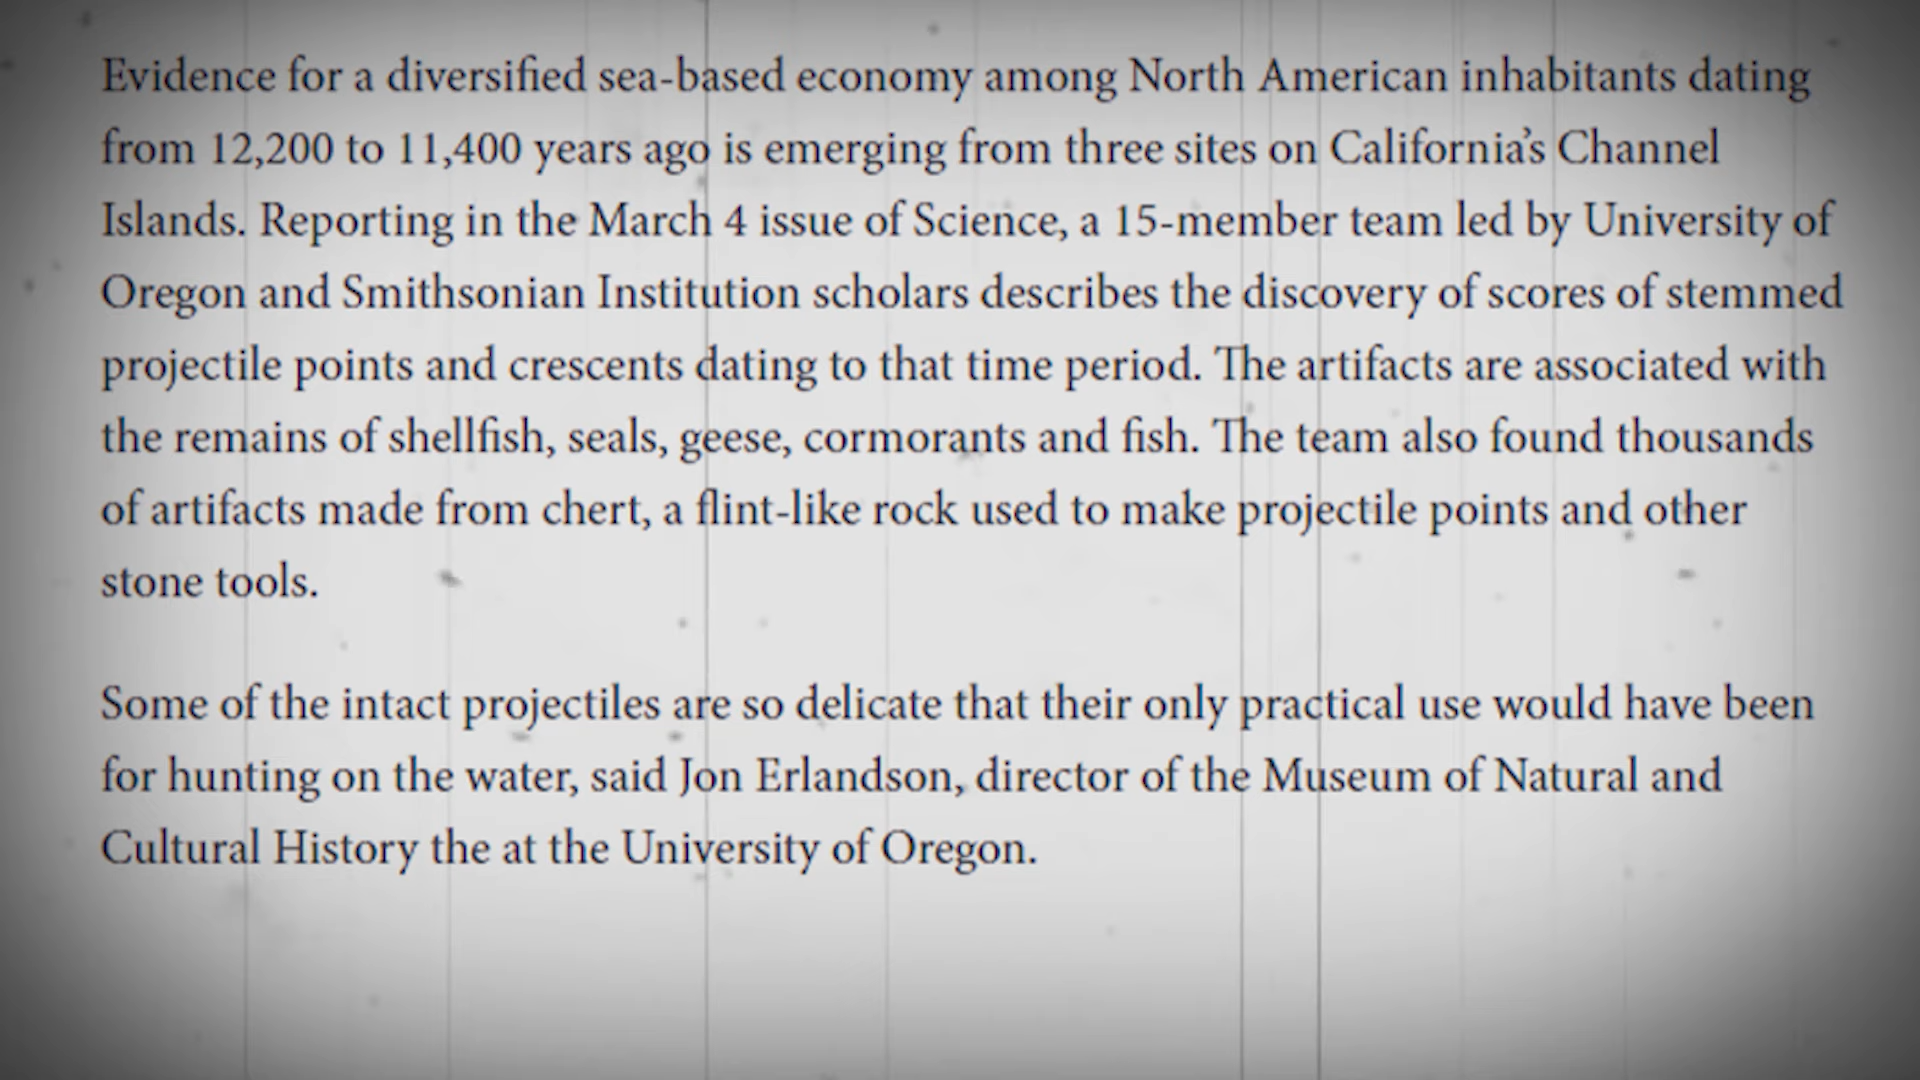 Evidence for a diversified sea-based economy among North American inhabitants dating
from 12,200 to 11,400 years ago is emerging from three sites on California’s Channel
Islands. Reporting in the March 4 issue of Science, a 15-member team led by University of
Oregon and Smithsonian Institution scholars describes the discovery of scores of stemmed
projectile points and crescents dating to that time period. The artifacts are associated with
the remains of shellfish, seals, geese, cormorants and fish. The team also found thousands
of artifacts made from chert, a flint-like rock used to make projectile points and other
stone tools.
Some of the intact projectiles are so delicate that their only practical use would have been
for hunting on the water, said Jon Erlandson, director of the Museum of Natural and
Cultural History the at the University of Oregon.